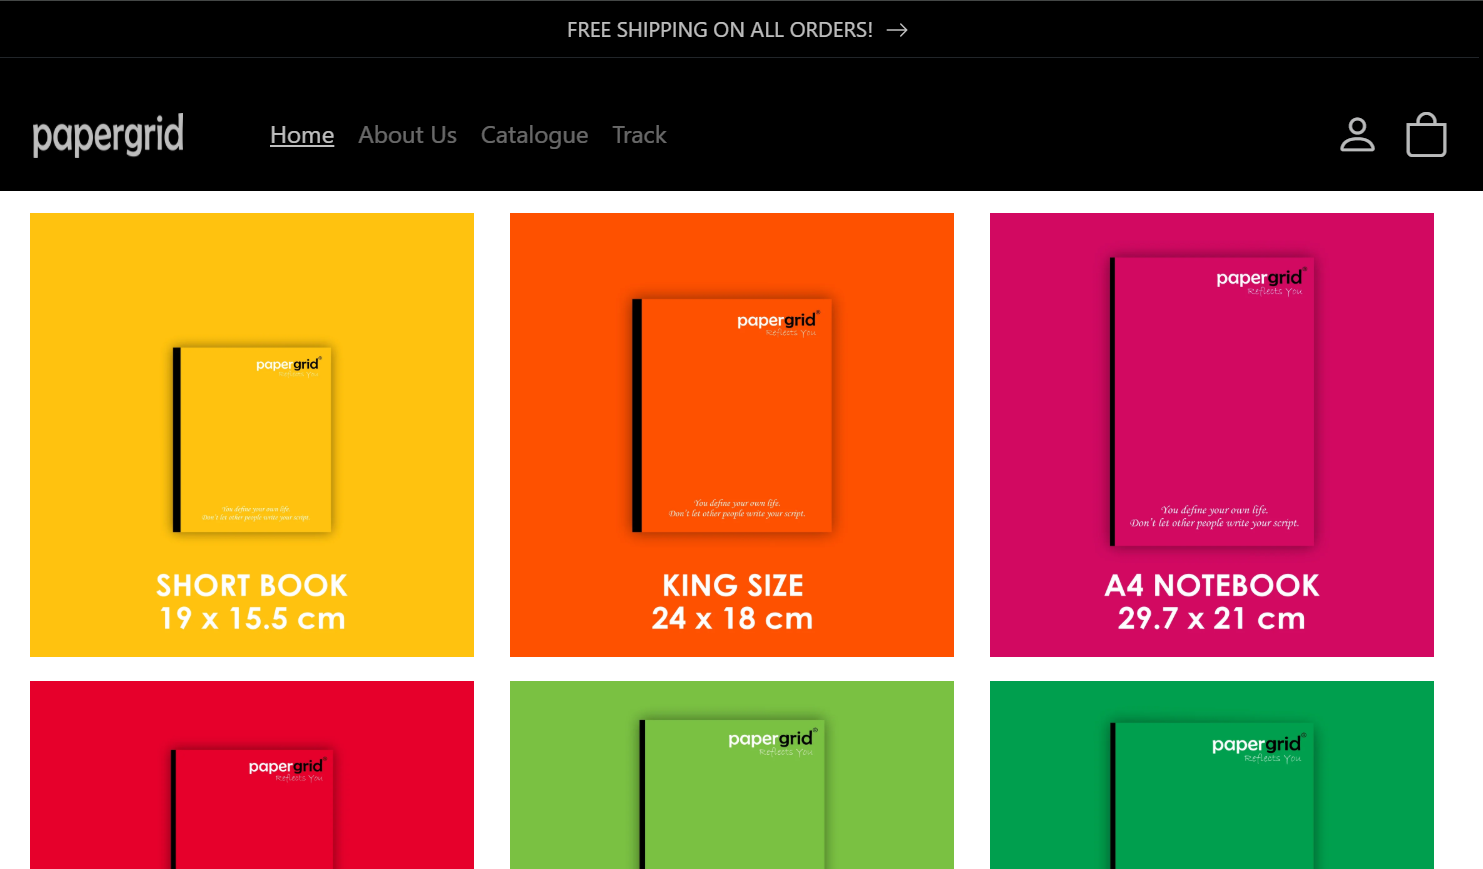 FREE SHIPPING ON ALL ORDERS! →
papergrid
Home About Us Catalogue Track
papergrid®
Reflects You
You define your own life.
Don't let other people write your script.
SHORT BOOK
19 x 15.5 cm
papergrid®
Reflects You
You define your own life.
Don't let other people write your script.
KING SIZE
24 x 18 cm
papergrid®
Reflects You
You define your own life.
Don't let other people write your script.
A4 NOTEBOOK
29.7 x 21 cm
papergrid®
Reflects You
papergrid®
Reflects You
papergrid®
Reflects You